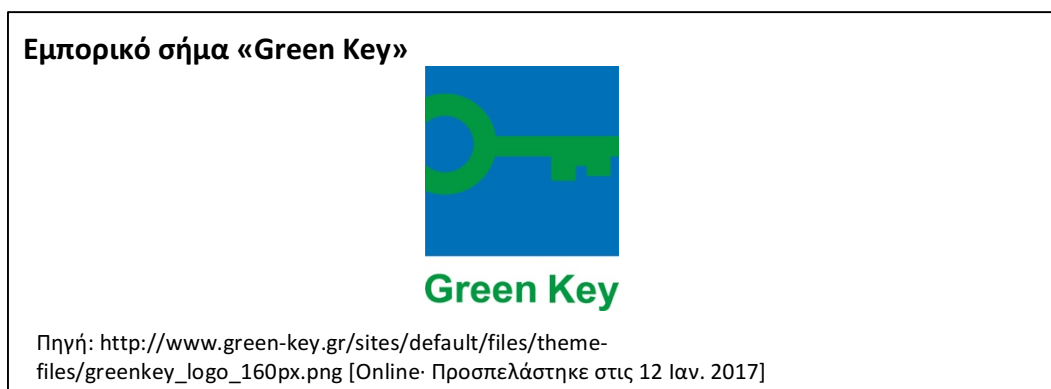 Εμπορικό σήμα «Green Key»
Green Key
Πηγή: http://www.green-key.gr/sites/default/files/theme-
files/greenkey_logo_160px.png [Online· Προσπελάστηκε στις 12 Ιαν. 2017]